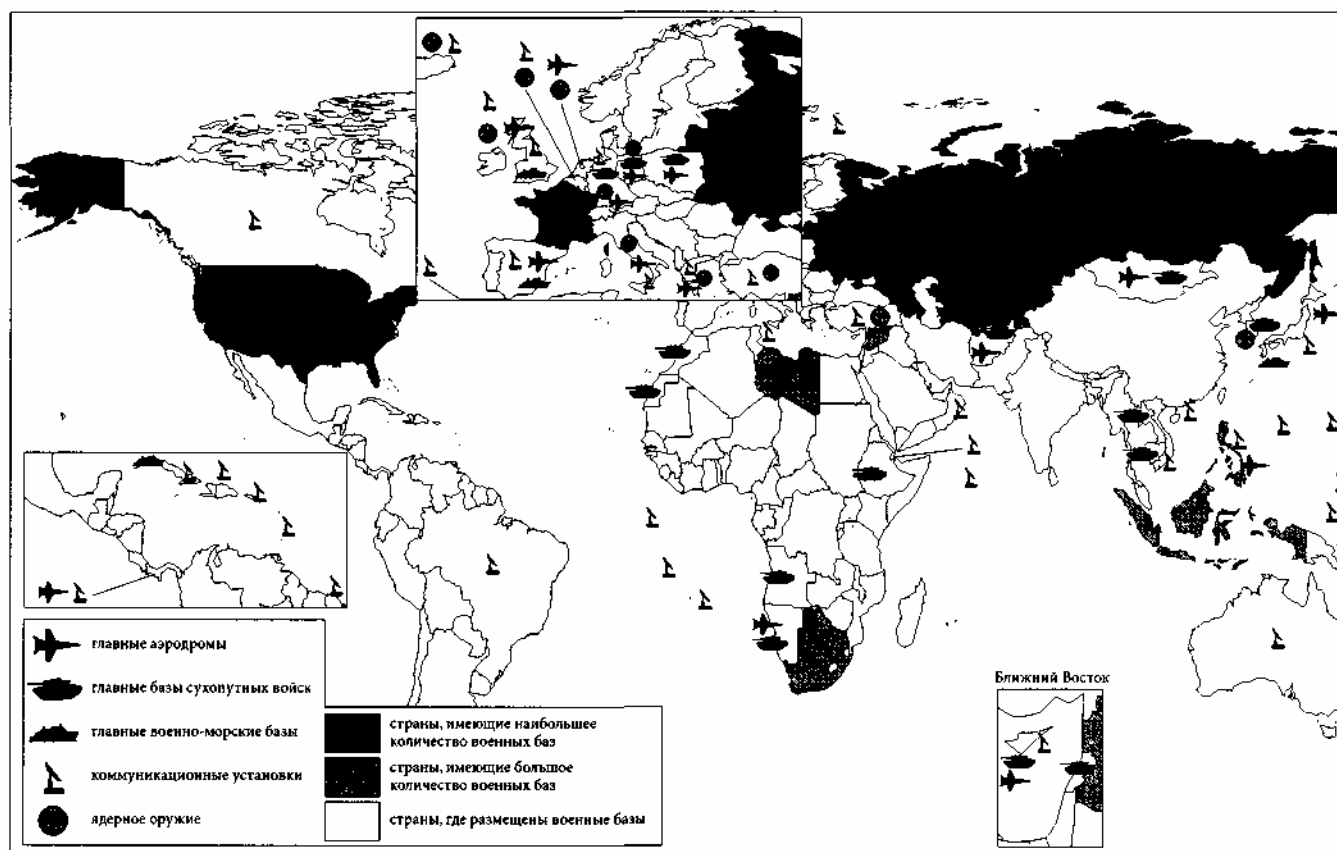 Ближний Восток
главные аэродромы
главные базы сухопутных войск
главные военно-морские базы
коммуникационные установки
ядерное оружие
страны, имеющие наибольшее
количество военных баз
страны, имеющие большое
количество военных баз
страны, где размещены военные базы